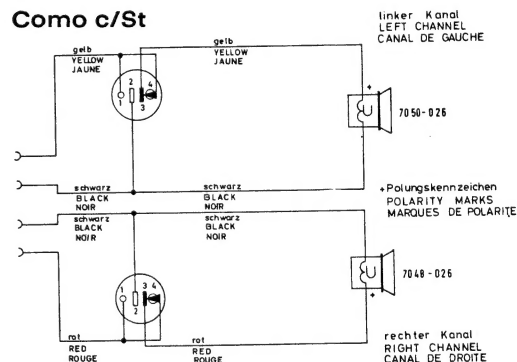 Como c/St
linker Kanal
LEFT CHANNEL
CANAL DE GAUCHE
gelb
YELLOW
JAUNE
gelb
YELLOW
JAUNE
2
4
1
3
+
7050-026
schwarz
BLACK
NOIR
schwarz
BLACK
NOIR
+Polungskennzeichen
POLARITY MARKS
MARQUES DE POLARITE
schwarz
BLACK
NOIR
schwarz
BLACK
NOIR
1
3 4
2
7048-026
+
rot
RED
ROUGE
rot
RED
ROUGE
rechter Kanal
RIGHT CHANNEL
CANAL DE DROITE